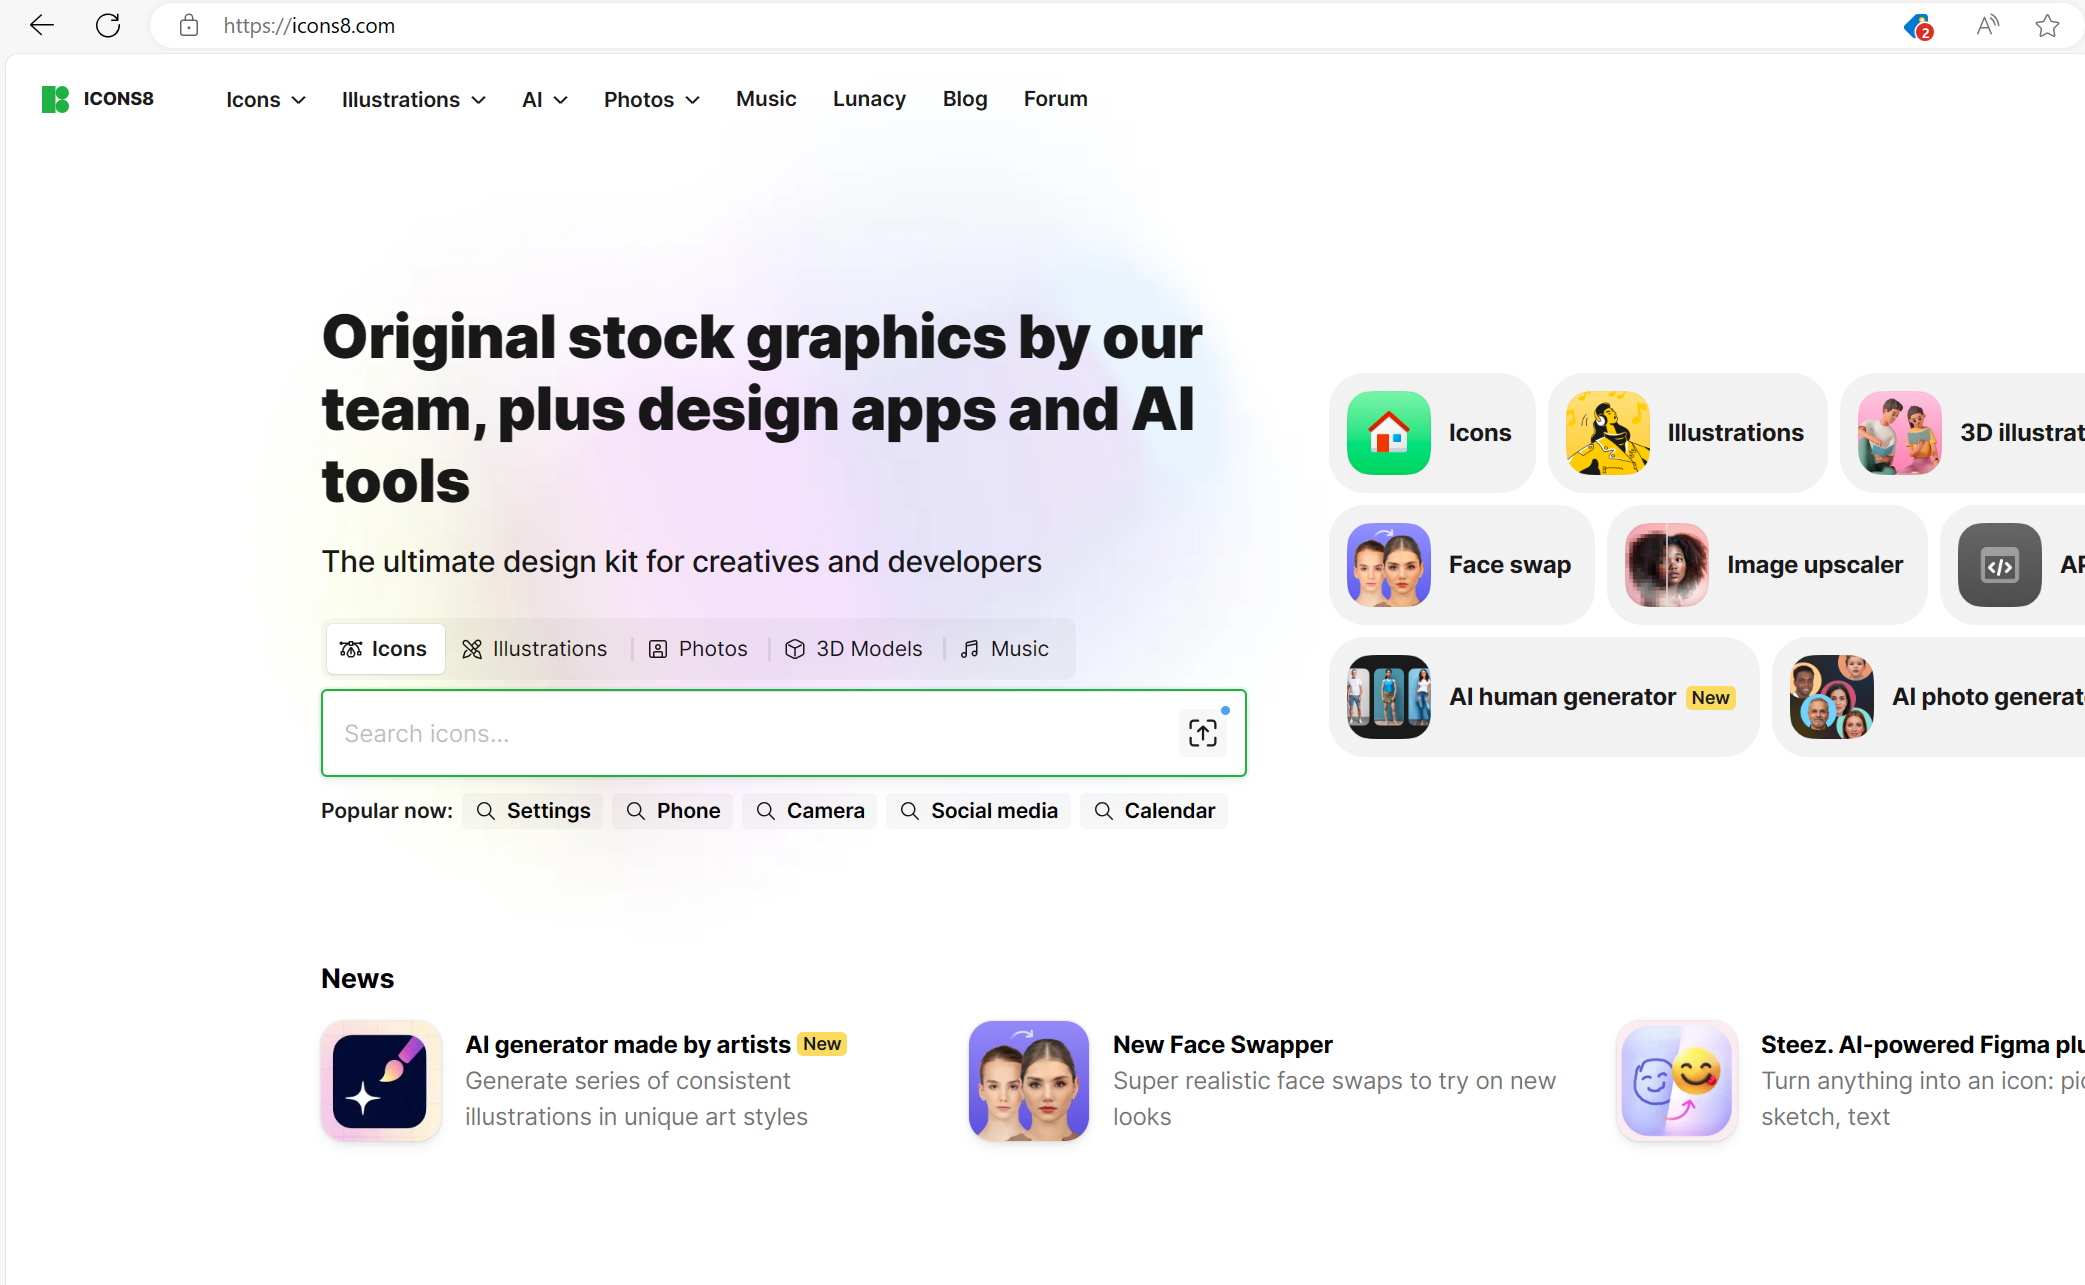 https://icons8.com
2
A
ICONS8
Icons
Illustrations
AI
Photos
Music
Lunacy
Blog
Forum
Original stock graphics by our
team, plus design apps and AI
tools
The ultimate design kit for creatives and developers
Icons
Illustrations
Photos
3D Models
Music
Search icons...
Popular now:
Settings
Phone
Camera
Social media
Calendar
Icons
Illustrations
3D illustrat
Face swap
Image upscaler
</>
AP
AI human generator New
AI photo generat
News
AI generator made by artists New
Generate series of consistent
illustrations in unique art styles
New Face Swapper
Super realistic face swaps to try on new
looks
Steez. AI-powered Figma plu
Turn anything into an icon: pic
sketch, text